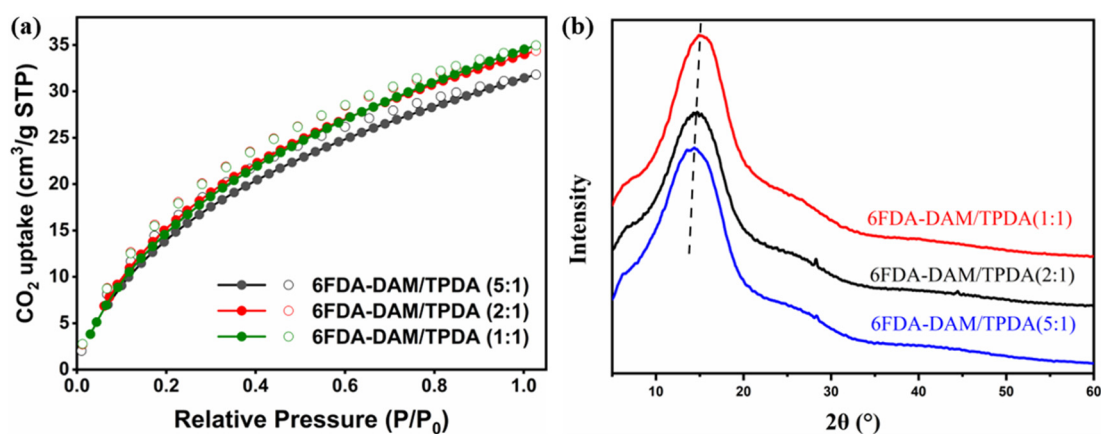 (a)
CO₂ uptake (cm³/g STP)
35
30
25
20
15
10
5
0
6FDA-DAM/TPDA (5:1)
6FDA-DAM/TPDA (2:1)
6FDA-DAM/TPDA (1:1)
0.0 0.2 0.4 0.6 0.8 1.0
Relative Pressure (P/P₀)
(b)
Intensity
6FDA-DAM/TPDA(1:1)
6FDA-DAM/TPDA(2:1)
6FDA-DAM/TPDA(5:1)
10 20 30 40 50 60
2θ (°)